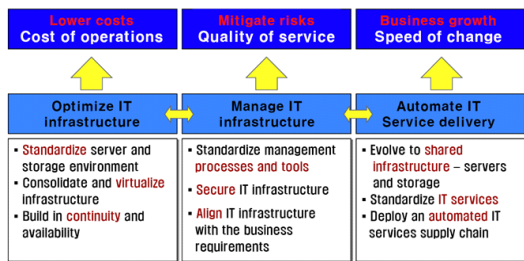 Lower costs
Cost of operations
Mitigate risks
Quality of service
Business growth
Speed of change
Optimize IT
infrastructure
Manage IT
infrastructure
Automate IT
Service delivery
▪ Standardize server and
storage environment
▪ Consolidate and virtualize
infrastructure
▪ Build in continuity and
availability
▪ Standardize management
processes and tools
▪ Secure IT infrastructure
▪ Align IT infrastructure
with the business
requirements
▪ Evolve to shared
infrastructure – servers
and storage
▪ Standardize IT services
▪ Deploy an automated IT
services supply chain